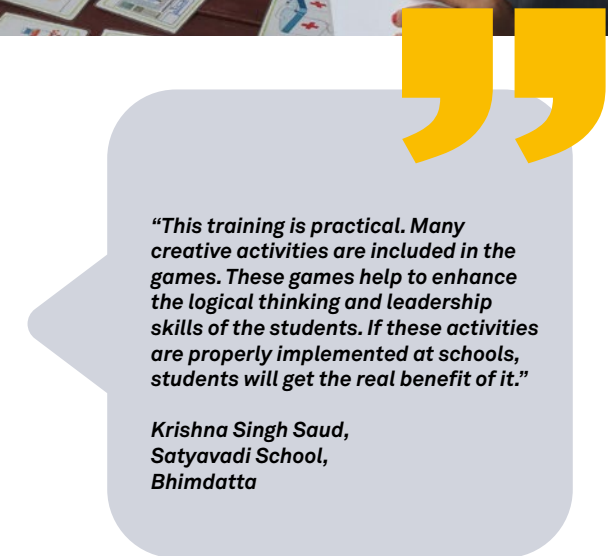 “This training is practical. Many
creative activities are included in the
games. These games help to enhance
the logical thinking and leadership
skills of the students. If these activities
are properly implemented at schools,
students will get the real benefit of it.”
Krishna Singh Saud,
Satyavadi School,
Bhimdatta